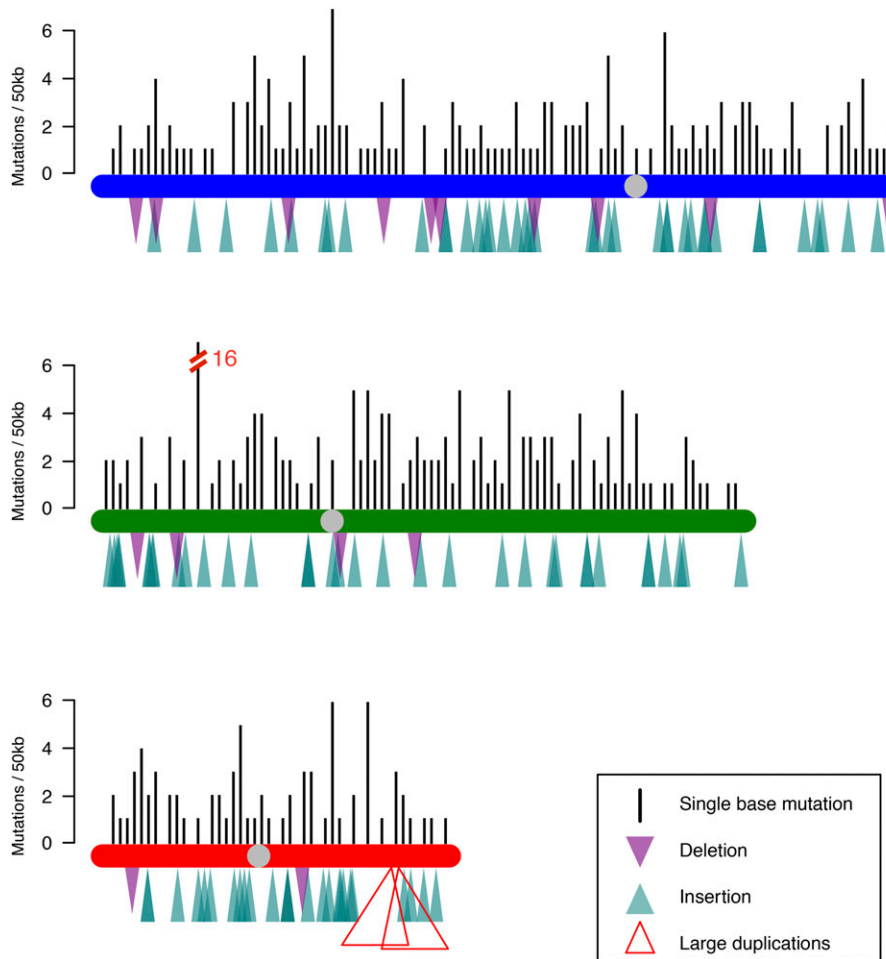 Mutations / 50kb
6
4
2
0
Mutations / 50kb
6
4
2
0
16
Mutations / 50kb
6
4
2
0
Single base mutation
Deletion
Insertion
Large duplications